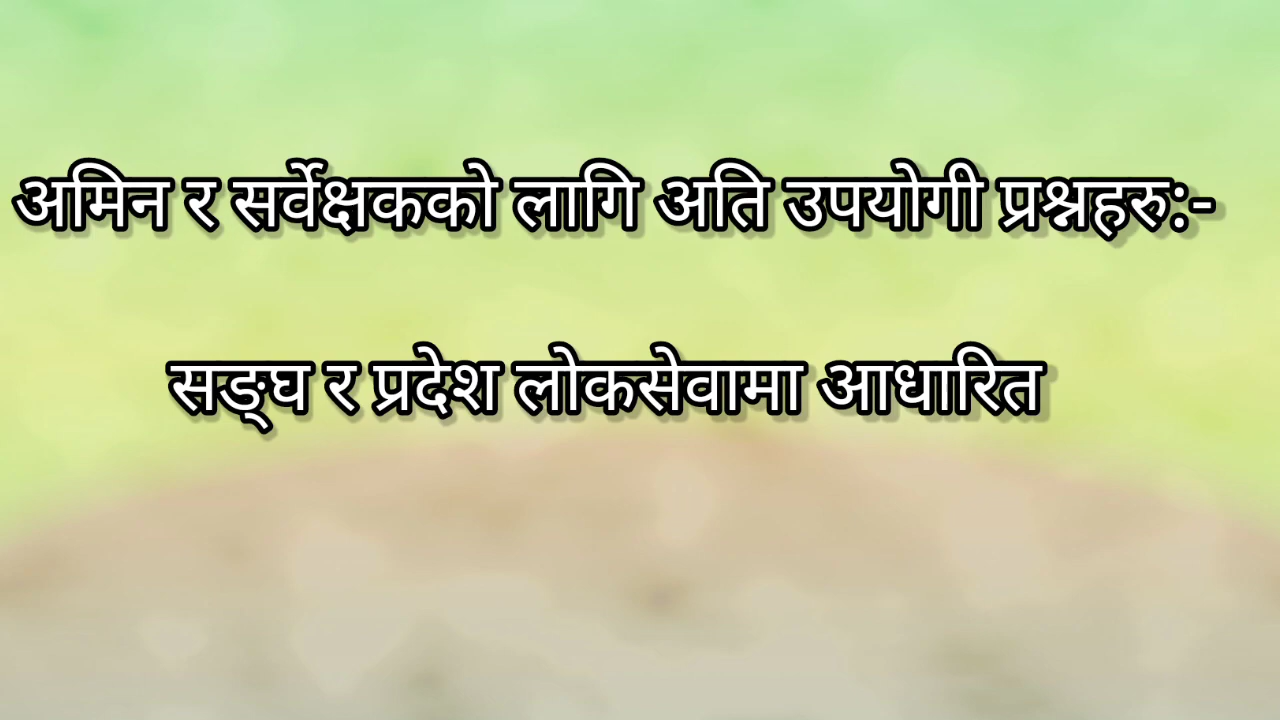 अमिन र सर्वेक्षकको लागि अति उपयोगी प्रश्नहरु:-
सङ्घ र प्रदेश लोकसेवामा आधारित